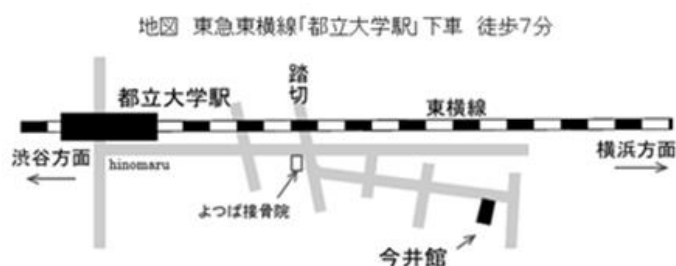 地図 東急東横線「都立大学駅」下車 徒歩7分
踏切
都立大学駅
東横線
渋谷方面
hinomaru
横浜方面
よつば接骨院
今井館